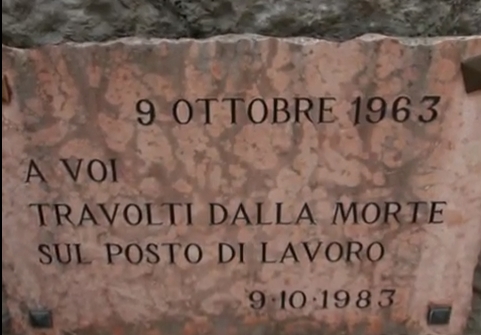 9 OTTOBRE 1963
A VOI
TRAVOLTI DALLA MORTE
SUL POSTO DI LAVORO
9·10·1983